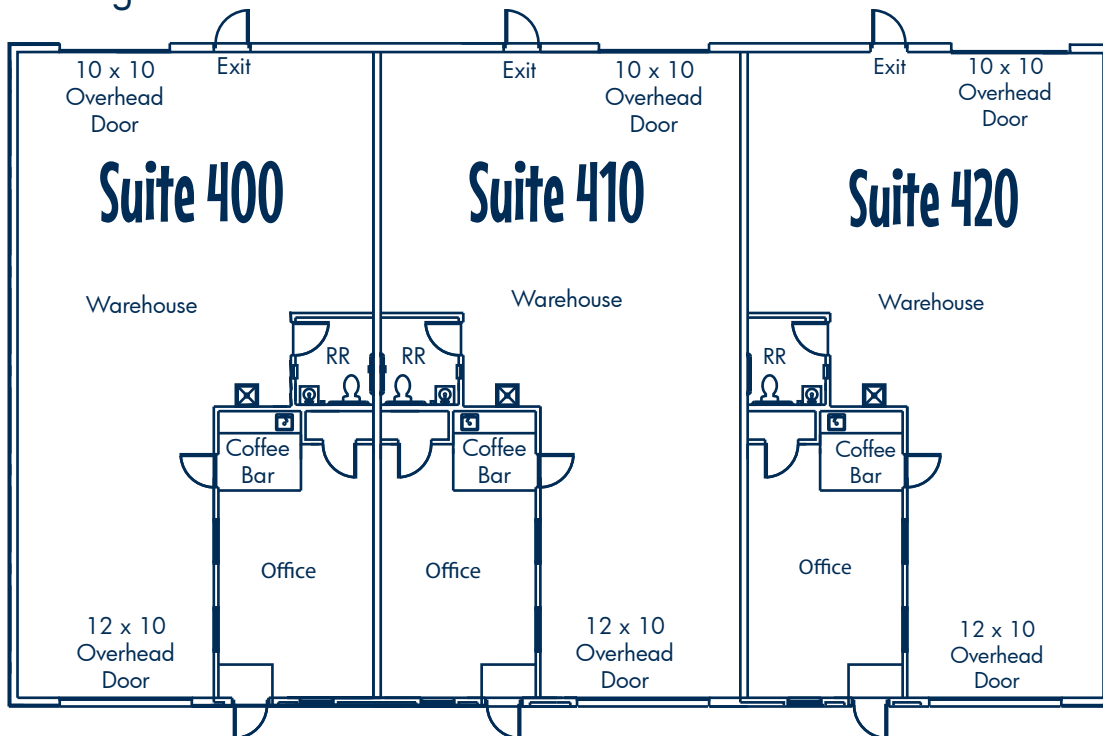 10 x 10
Overhead
Door
Exit
Exit
10 x 10
Overhead
Door
Exit
10 x 10
Overhead
Door
Suite 400
Suite 410
Suite 420
Warehouse
Warehouse
Warehouse
RR
RR
RR
Coffee
Bar
Coffee
Bar
Coffee
Bar
Office
Office
Office
12 x 10
Overhead
Door
12 x 10
Overhead
Door
12 x 10
Overhead
Door